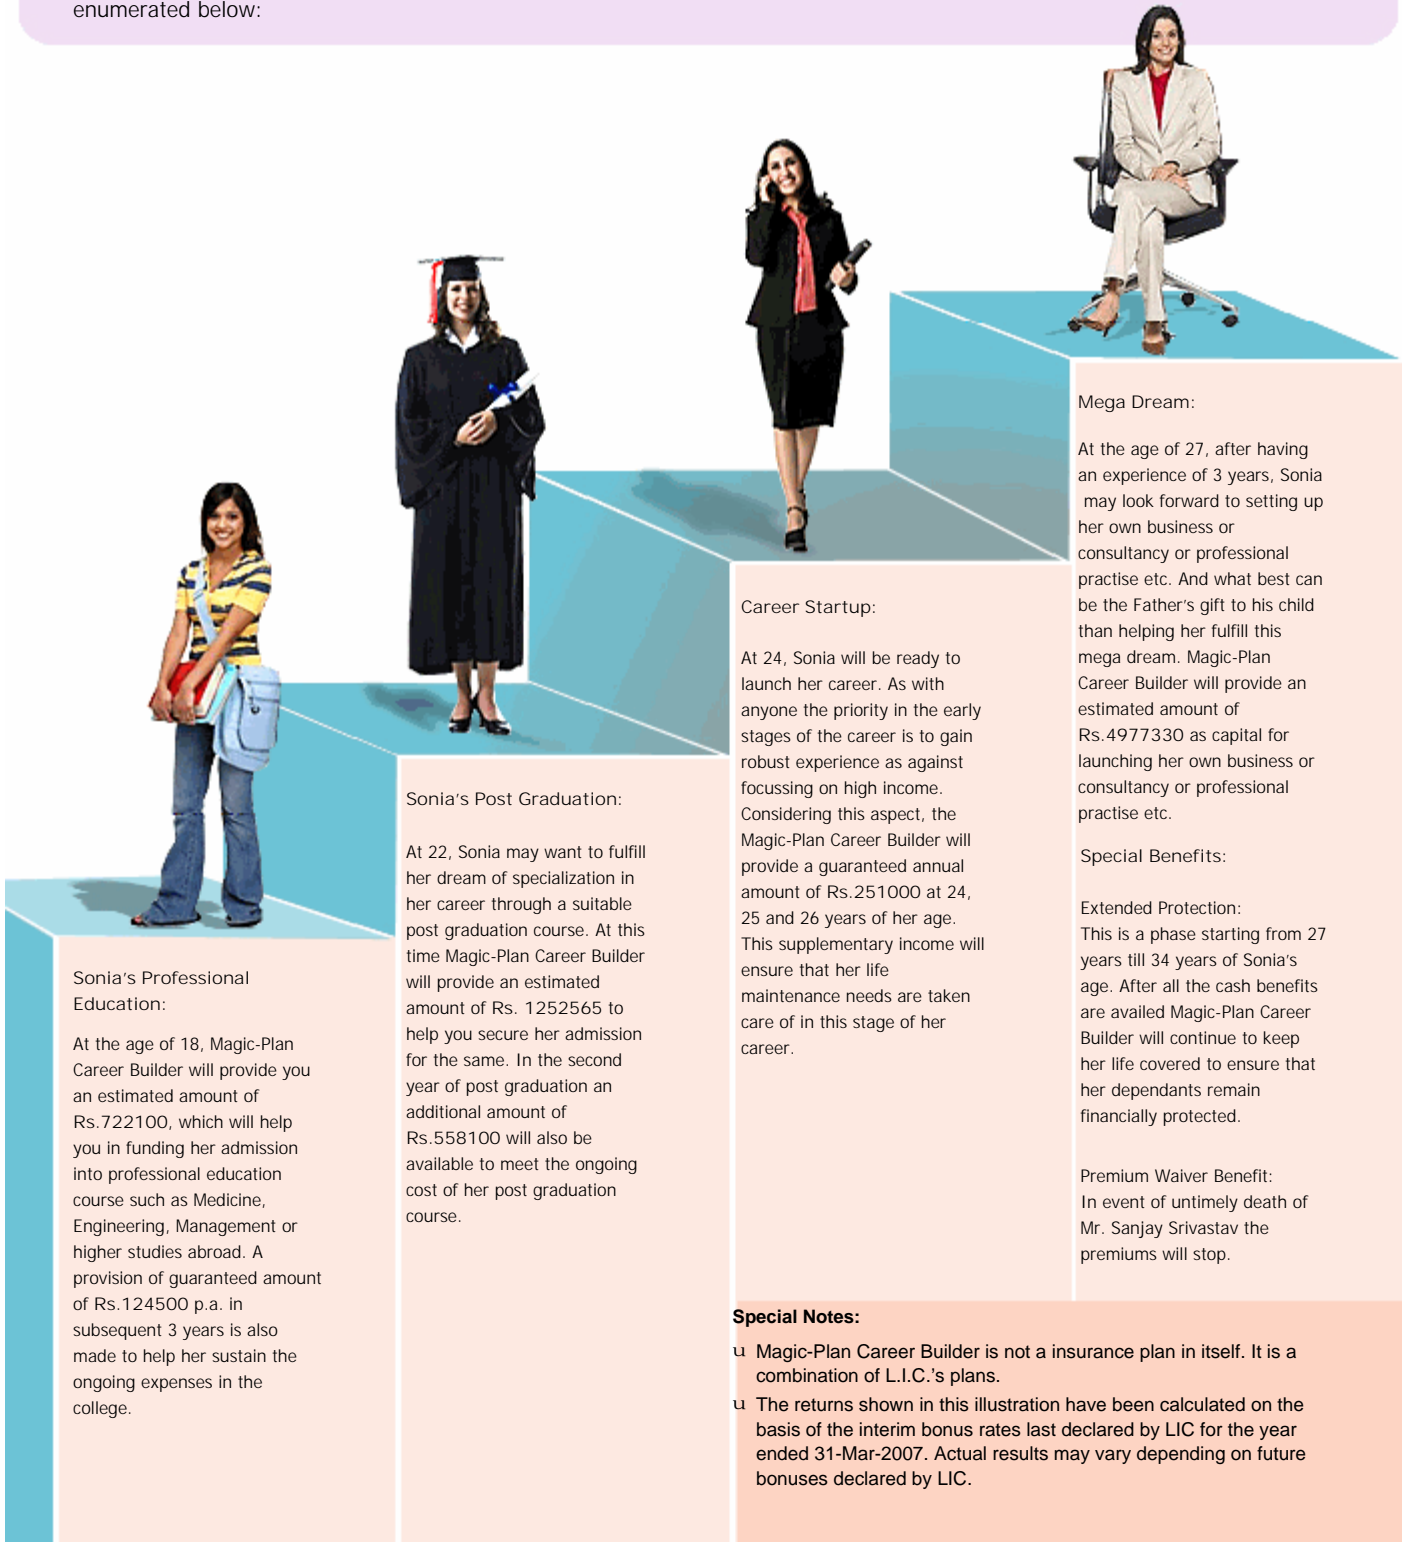 enumerated below:
Sonia's Professional
Education:
At the age of 18, Magic-Plan
Career Builder will provide you
an estimated amount of
Rs.722100, which will help
you in funding her admission
into professional education
course such as Medicine,
Engineering, Management or
higher studies abroad. A
provision of guaranteed amount
of Rs.124500 p.a. in
subsequent 3 years is also
made to help her sustain the
ongoing expenses in the
college.
Sonia's Post Graduation:
At 22, Sonia may want to fulfill
her dream of specialization in
her career through a suitable
post graduation course. At this
time Magic-Plan Career Builder
will provide an estimated
amount of Rs. 1252565 to
help you secure her admission
for the same. In the second
year of post graduation an
additional amount of
Rs.558100 will also be
available to meet the ongoing
cost of her post graduation
course.
Career Startup:
At 24, Sonia will be ready to
launch her career. As with
anyone the priority in the early
stages of the career is to gain
robust experience as against
focussing on high income.
Considering this aspect, the
Magic-Plan Career Builder will
provide a guaranteed annual
amount of Rs.251000 at 24,
25 and 26 years of her age.
This supplementary income will
ensure that her life
maintenance needs are taken
care of in this stage of her
career.
Mega Dream:
At the age of 27, after having
an experience of 3 years, Sonia
may look forward to setting up
her own business or
consultancy or professional
practise etc. And what best can
be the Father's gift to his child
than helping her fulfill this
mega dream. Magic-Plan
Career Builder will provide an
estimated amount of
Rs.4977330 as capital for
launching her own business or
consultancy or professional
practise etc.
Special Benefits:
Extended Protection:
This is a phase starting from 27
years till 34 years of Sonia's
age. After all the cash benefits
are availed Magic-Plan Career
Builder will continue to keep
her life covered to ensure that
her dependants remain
financially protected.
Premium Waiver Benefit:
In event of untimely death of
Mr. Sanjay Srivastav the
premiums will stop.
Special Notes:
u Magic-Plan Career Builder is not a insurance plan in itself. It is a
combination of L.I.C.'s plans.
u The returns shown in this illustration have been calculated on the
basis of the interim bonus rates last declared by LIC for the year
ended 31-Mar-2007. Actual results may vary depending on future
bonuses declared by LIC.